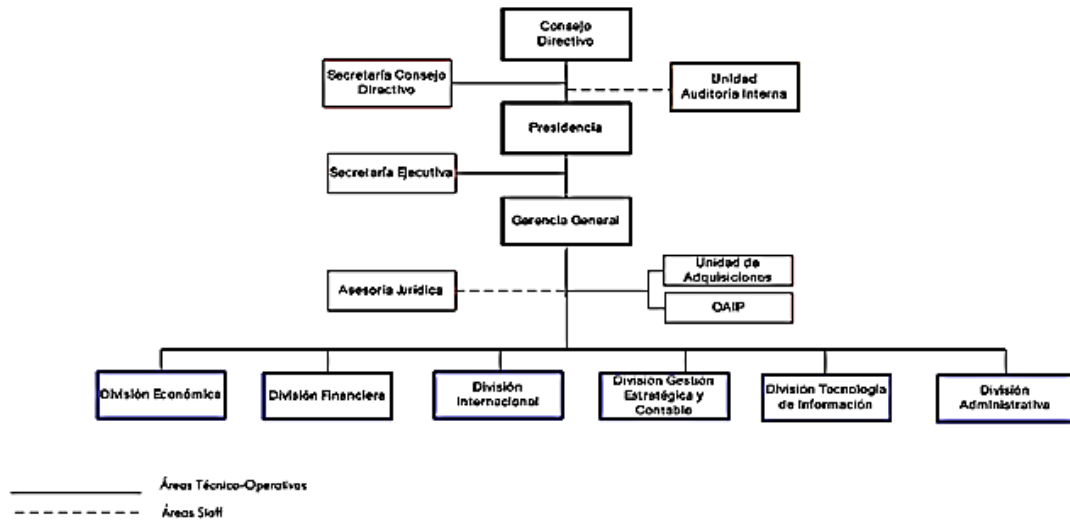 Consejo
Directivo
Secretaría Consejo
Directivo
Unidad
Auditoría Interna
Presidencia
Secretaría Ejecutiva
Gerencia General
Asesoría Jurídica
Unidad de
Adquisiciones
OAIP
División Económica
División Financiera
División
Internacional
División Gestión
Estratégica y
Contable
División Tecnología
de Información
División
Administrativa
Áreas Técnico-Operativas
Áreas Staff